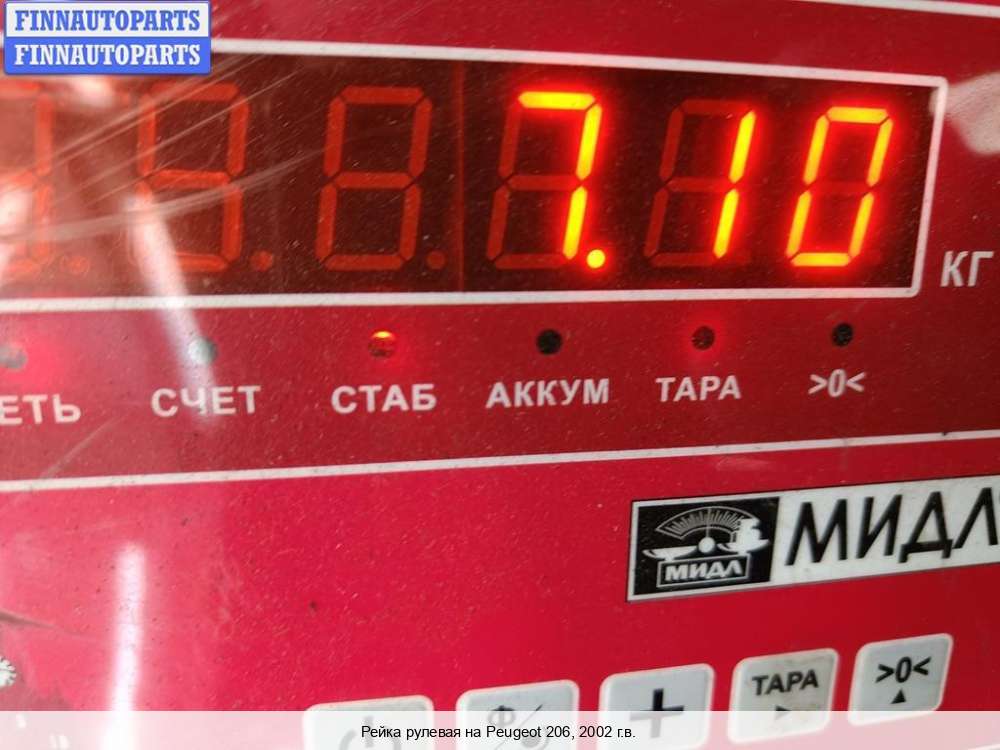 FINNAUTOPARTS
FINNAUTOPARTS
7.10
КГ
ЕТЬ СЧЕТ СТАБ АККУМ ТАРА >0<
МИДЛ МИДЛ
+ ТАРА >0<
Рейка рулевая на Peugeot 206, 2002 г.в.